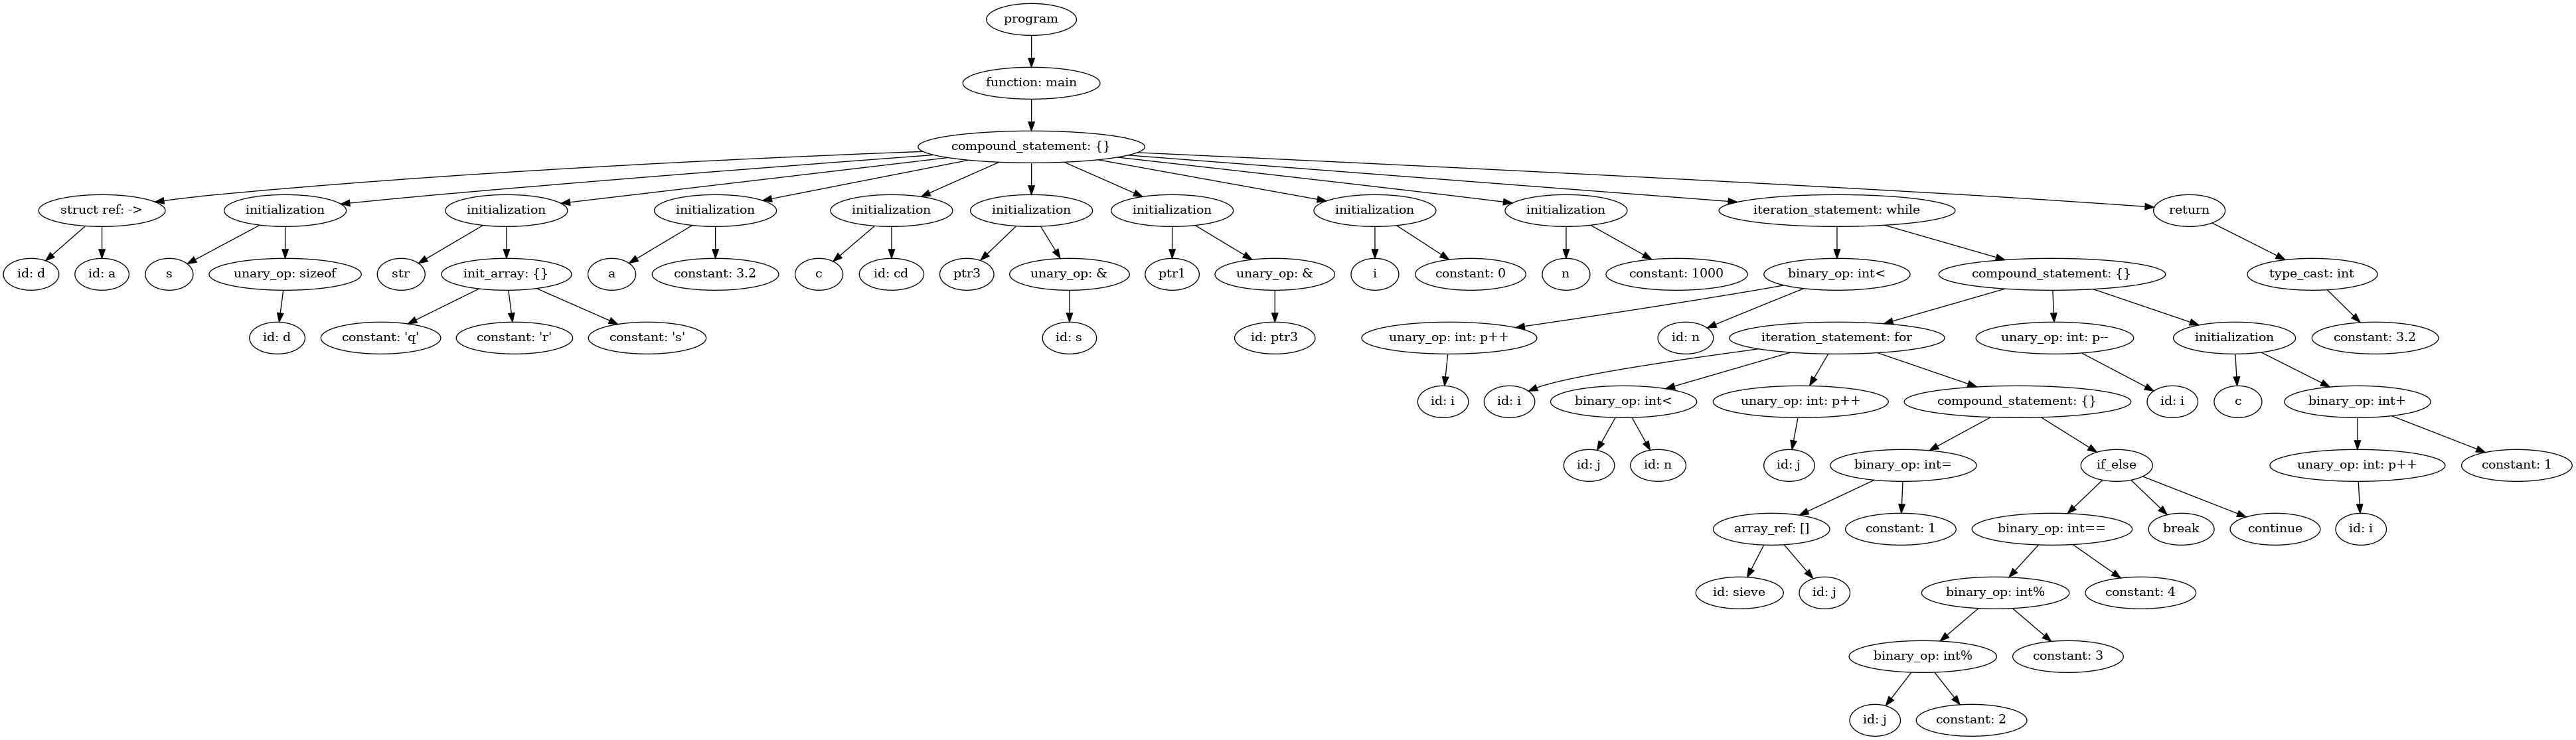 program
function: main
compound_statement: {}
struct ref: ->
initialization
initialization
initialization
initialization
initialization
initialization
initialization
initialization
iteration_statement: while
return
id: d
id: a
s
unary_op: sizeof
str
init_array: {}
a
constant: 3.2
c
id: cd
ptr3
unary_op: &
ptr1
unary_op: &
i
constant: 0
n
constant: 1000
binary_op: int<
compound_statement: {}
type_cast: int
id: d
constant: 'q'
constant: 'r'
constant: 's'
id: s
id: ptr3
unary_op: int: p++
id: n
iteration_statement: for
unary_op: int: p--
initialization
constant: 3.2
id: i
id: i
binary_op: int<
unary_op: int: p++
compound_statement: {}
id: i
c
binary_op: int+
id: j
id: n
id: j
binary_op: int=
if_else
unary_op: int: p++
constant: 1
array_ref: []
constant: 1
binary_op: int==
break
continue
id: i
id: sieve
id: j
binary_op: int%
constant: 4
binary_op: int%
constant: 3
id: j
constant: 2